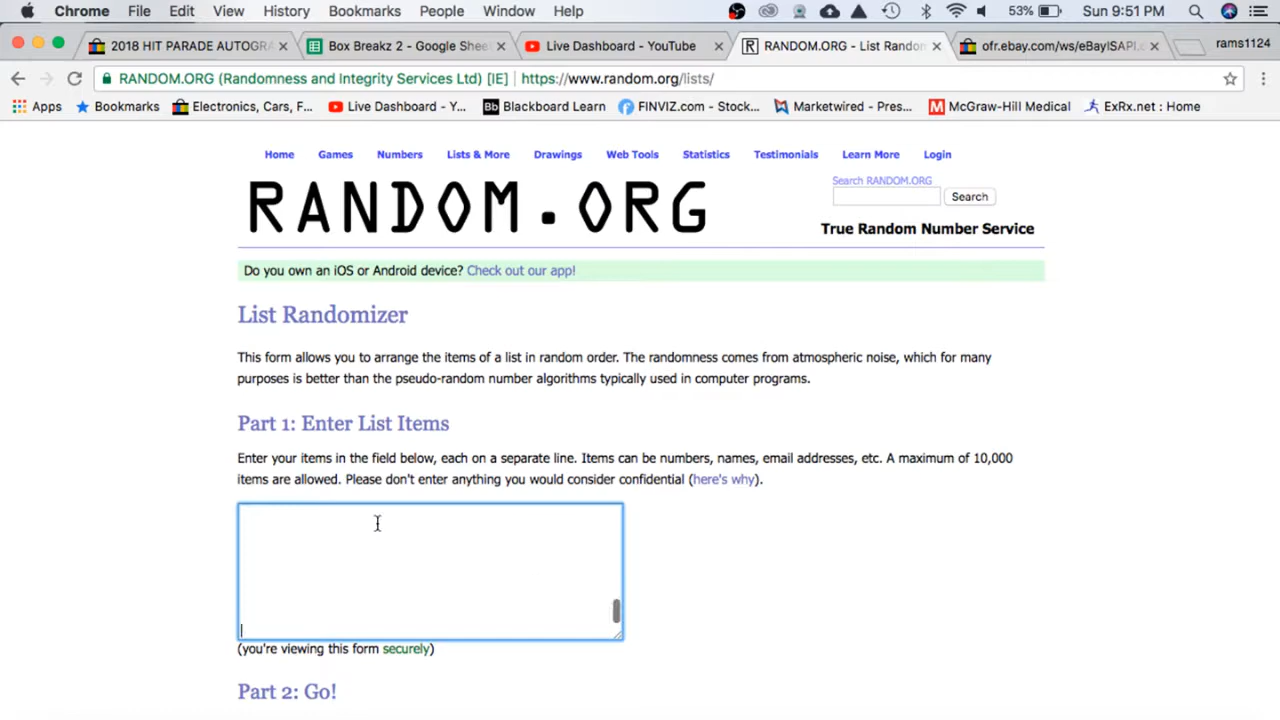 Chrome File Edit View History Bookmarks People Window Help 53% Sun 9:51 PM
2018 HIT PARADE AUTOGRA Box Breakz 2 - Google Shee Live Dashboard - YouTube RANDOM.ORG - List Random ofr.ebay.com/ws/eBayISAPI.c rams1124
RANDOM.ORG (Randomness and Integrity Services Ltd) [IE] https://www.random.org/lists/
Apps Bookmarks Electronics, Cars, F... Live Dashboard - Y... Bb Blackboard Learn FINVIZ.com - Stock... Marketwired - Pres... M McGraw-Hill Medical ExRx.net : Home
Home Games Numbers Lists & More Drawings Web Tools Statistics Testimonials Learn More Login
Search RANDOM.ORG
Search
RANDOM.ORG
True Random Number Service
Do you own an iOS or Android device? Check out our app!
List Randomizer
This form allows you to arrange the items of a list in random order. The randomness comes from atmospheric noise, which for many
purposes is better than the pseudo-random number algorithms typically used in computer programs.
Part 1: Enter List Items
Enter your items in the field below, each on a separate line. Items can be numbers, names, email addresses, etc. A maximum of 10,000
items are allowed. Please don't enter anything you would consider confidential (here's why).
(you're viewing this form securely)
Part 2: Go!